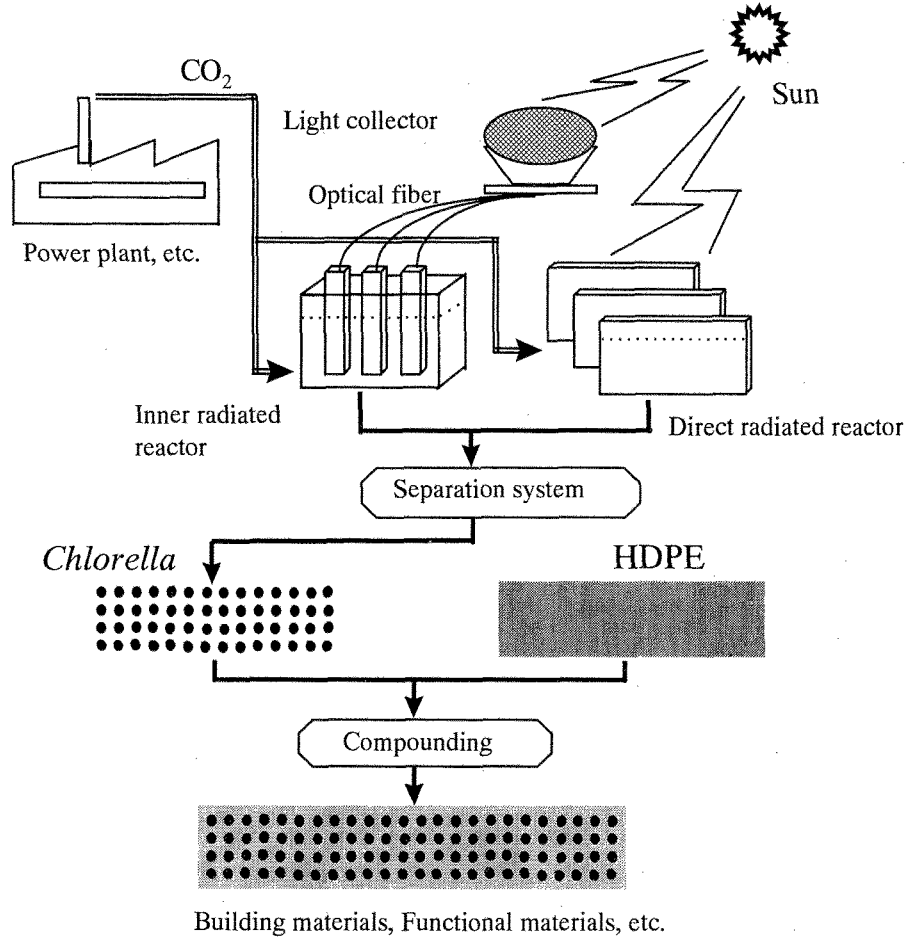 CO2
Sun
Light collector
Optical fiber
Power plant, etc.
Inner radiated
reactor
Direct radiated reactor
Separation system
Chlorella
HDPE
Compounding
Building materials, Functional materials, etc.